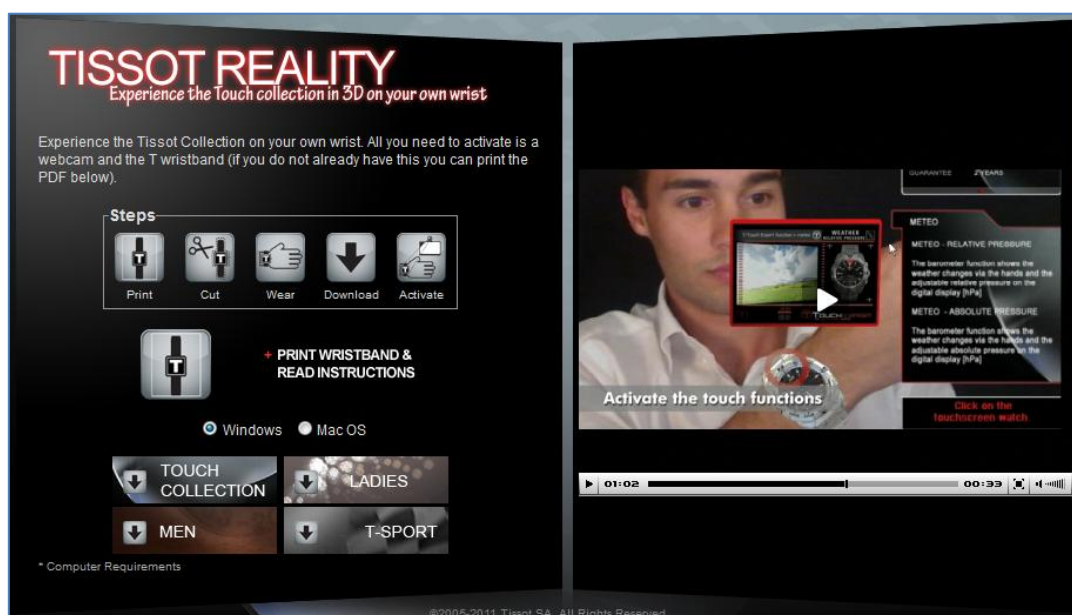 TISSOT REALITY
Experience the Touch collection in 3D on your own wrist
Experience the Tissot Collection on your own wrist. All you need to activate is a
webcam and the T wristband (if you do not already have this you can print the
PDF below).
Steps
T
T
T
T
Print
Cut
Wear
Download
Activate
T
+ PRINT WRISTBAND &
READ INSTRUCTIONS
Windows
Mac OS
TOUCH
COLLECTION
LADIES
MEN
T-SPORT
* Computer Requirements
GUARANTEE 2 YEARS
METEO
METEO - RELATIVE PRESSURE
The barometer function shows the
weather changes via the hands and the
adjustable relative pressure on the
digital display [hPa]
METEO - ABSOLUTE PRESSURE
The barometer function shows the
weather changes via the hands and the
adjustable absolute pressure on the
digital display [hPa]
WEATHER
RELATIVE PRESSURE
Activate the touch functions
Click on the
touchscreen watch
01:02
00:33
©2005-2011 Tissot SA. All Rights Reserved